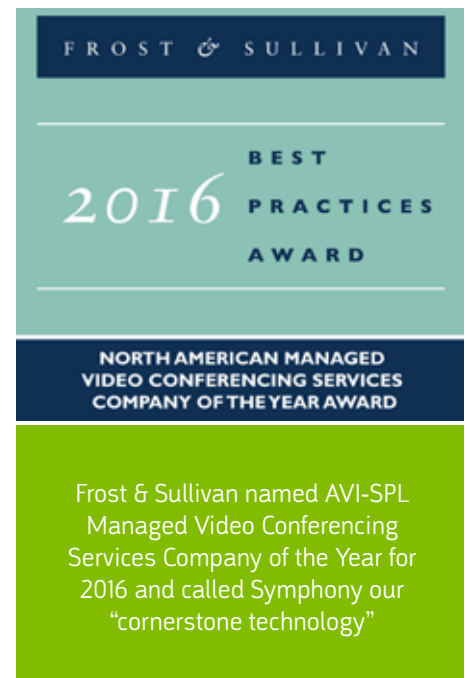 FROST & SULLIVAN
2016
BEST
PRACTICES
AWARD
NORTH AMERICAN MANAGED
VIDEO CONFERENCING SERVICES
COMPANY OF THE YEAR AWARD
Frost & Sullivan named AVI-SPL
Managed Video Conferencing
Services Company of the Year for
2016 and called Symphony our
“cornerstone technology”